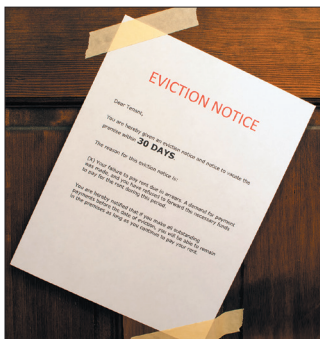 EVICTION NOTICE
Dear Tenant,
You are hereby given an eviction notice and notice to vacate the
premise within 30 DAYS.
The reason for this eviction notice is:
(X) Your failure to pay rent due in arrears. A demand for payment
was made, and you have refused to forward the necessary funds
to pay for the rent during this period.
You are hereby notified that if you make all outstanding
payments before the date of eviction, you will be able to remain
in the premises as long as you continue to pay your rent.